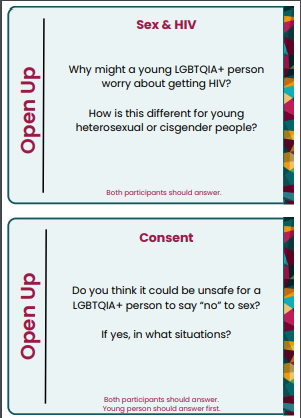 Sex & HIV
Open Up
Why might a young LGBTQIA+ person
worry about getting HIV?
How is this different for young
heterosexual or cisgender people?
Both participants should answer.
Consent
Open Up
Do you think it could be unsafe for a
LGBTQIA+ person to say “no” to sex?
If yes, in what situations?
Both participants should answer.
Young person should answer first.